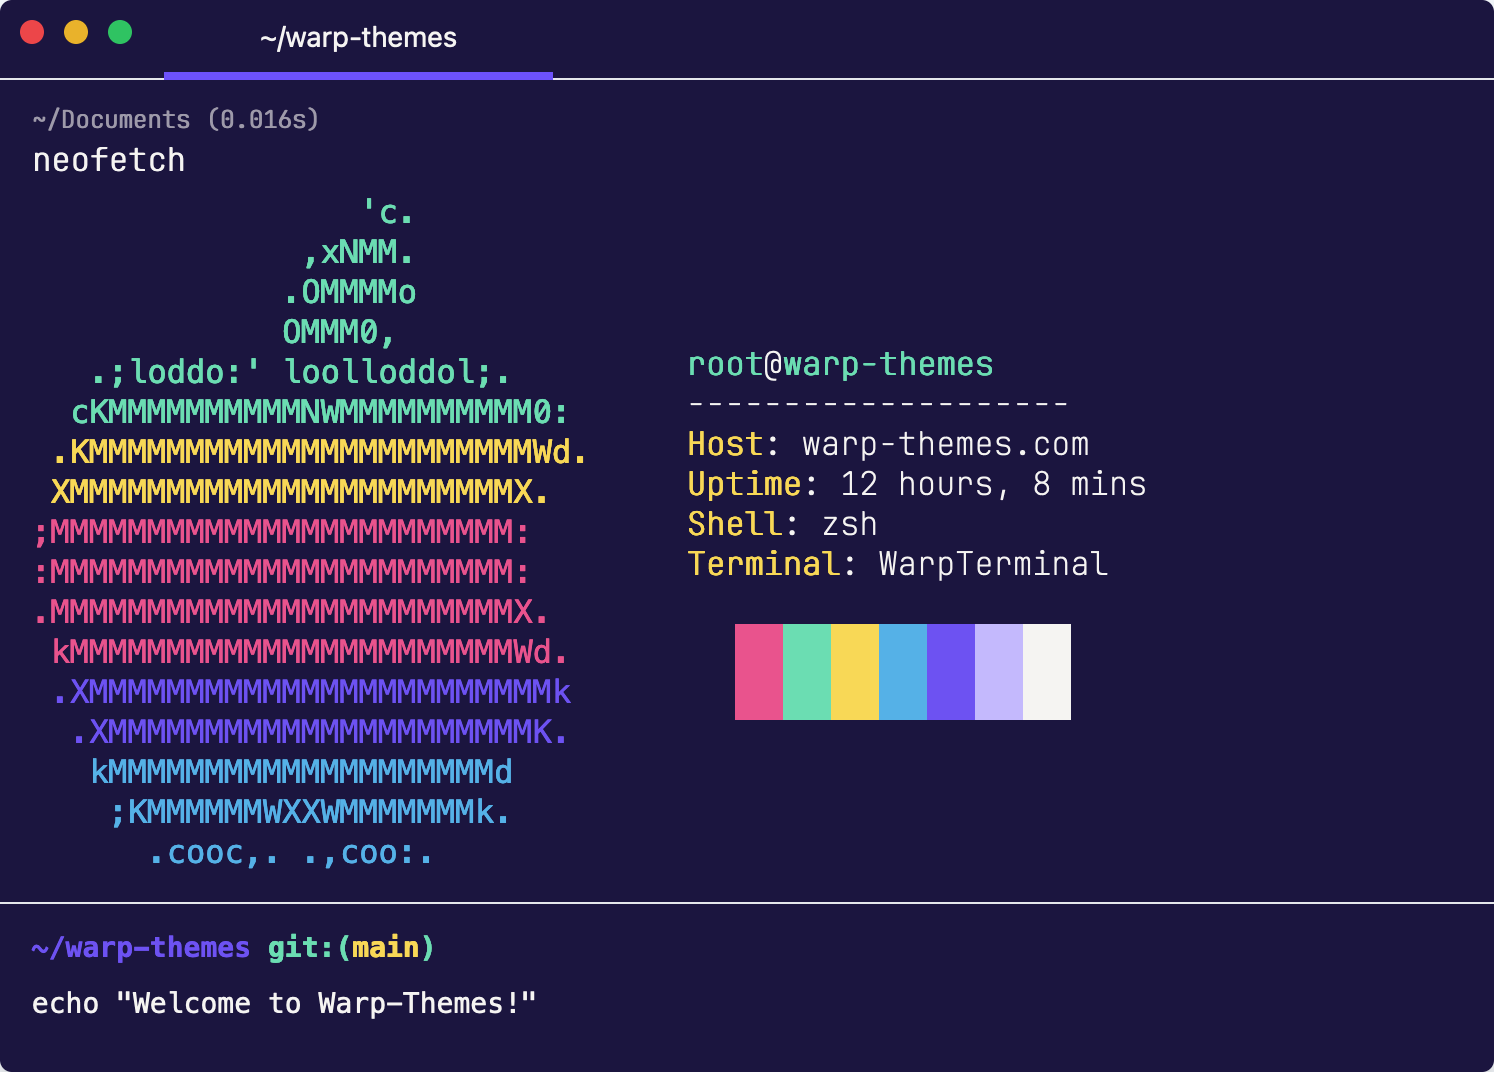 ~/warp-themes
~/Documents (0.016s)
neofetch
'c.
,xNMM.
.OMMMMo
OMMM0,
.;loddo:' loolloddol;.
cKMMMMMMMMMMNWMMMMMMMMMM0:
.KMMMMMMMMMMMMMMMMMMMMMMMWd.
XMMMMMMMMMMMMMMMMMMMMMMMX.
;MMMMMMMMMMMMMMMMMMMMMMMM:
:MMMMMMMMMMMMMMMMMMMMMMMM:
.MMMMMMMMMMMMMMMMMMMMMMMMX.
kMMMMMMMMMMMMMMMMMMMMMMMWd.
.XMMMMMMMMMMMMMMMMMMMMMMMMk
.XMMMMMMMMMMMMMMMMMMMMMMK.
kMMMMMMMMMMMMMMMMMMMMd
;KMMMMMMWXXWMMMMMMMk.
.cooc,. .,coo:.
root@warp-themes
--------------------
Host: warp-themes.com
Uptime: 12 hours, 8 mins
Shell: zsh
Terminal: WarpTerminal
~/warp-themes git:(main)
echo "Welcome to Warp-Themes!"